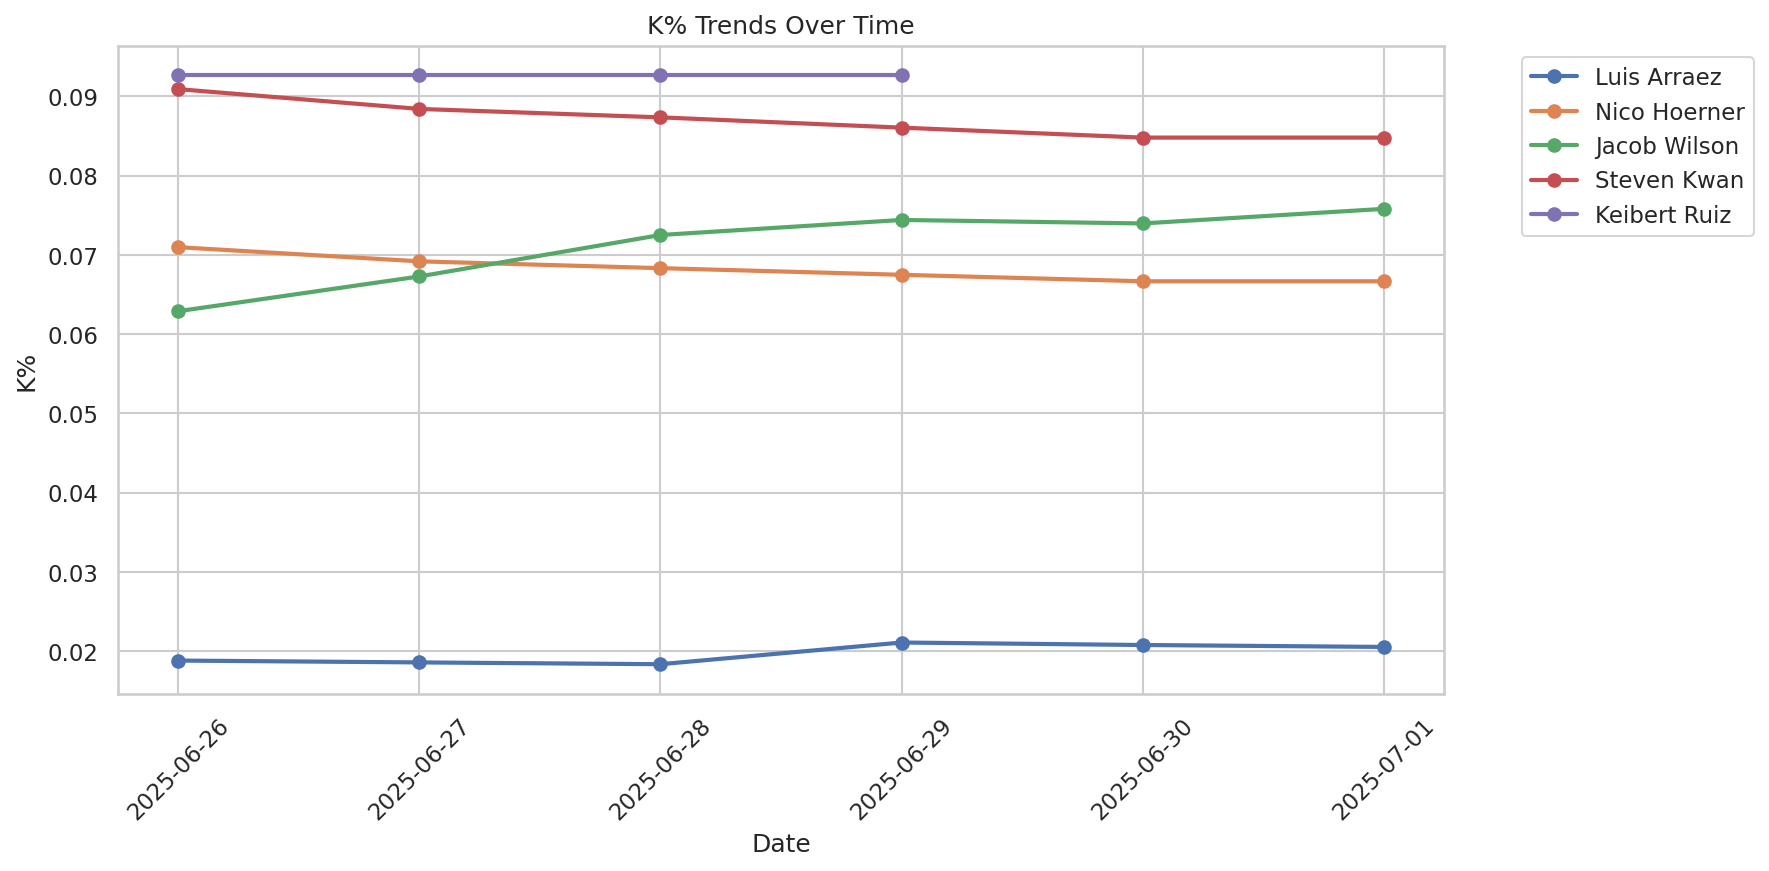 K% Trends Over Time
Luis Arraez
Nico Hoerner
Jacob Wilson
Steven Kwan
Keibert Ruiz
K%
0.09
0.08
0.07
0.06
0.05
0.04
0.03
0.02
2025-06-26
2025-06-27
2025-06-28
2025-06-29
2025-06-30
2025-07-01
Date